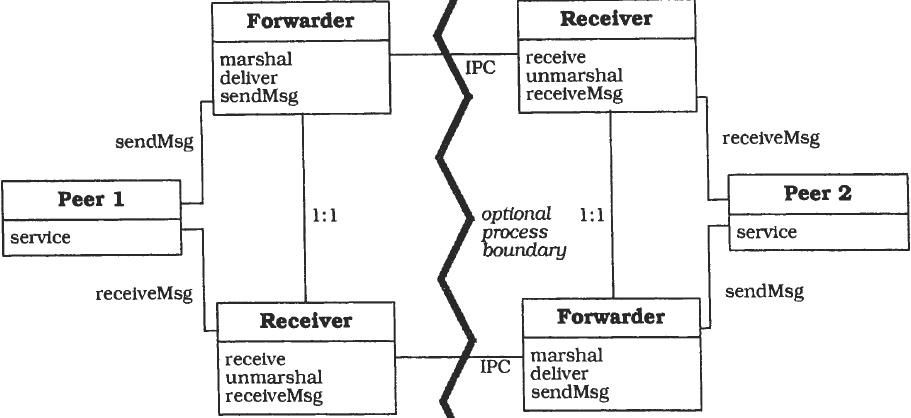 Forwarder
marshal
deliver
sendMsg
IPC
Receiver
receive
unmarshal
receiveMsg
sendMsg
receiveMsg
Peer 1
service
1:1
optional
process
boundary
1:1
Peer 2
service
receiveMsg
sendMsg
Receiver
receive
unmarshal
receiveMsg
IPC
Forwarder
marshal
deliver
sendMsg